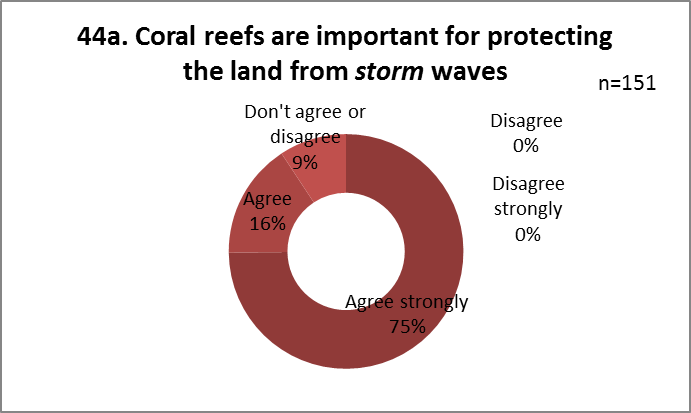 44a. Coral reefs are important for protecting
the land from storm waves
n=151
Don't agree or
disagree
9%
Disagree
0%
Disagree
strongly
0%
Agree
16%
Agree strongly
75%